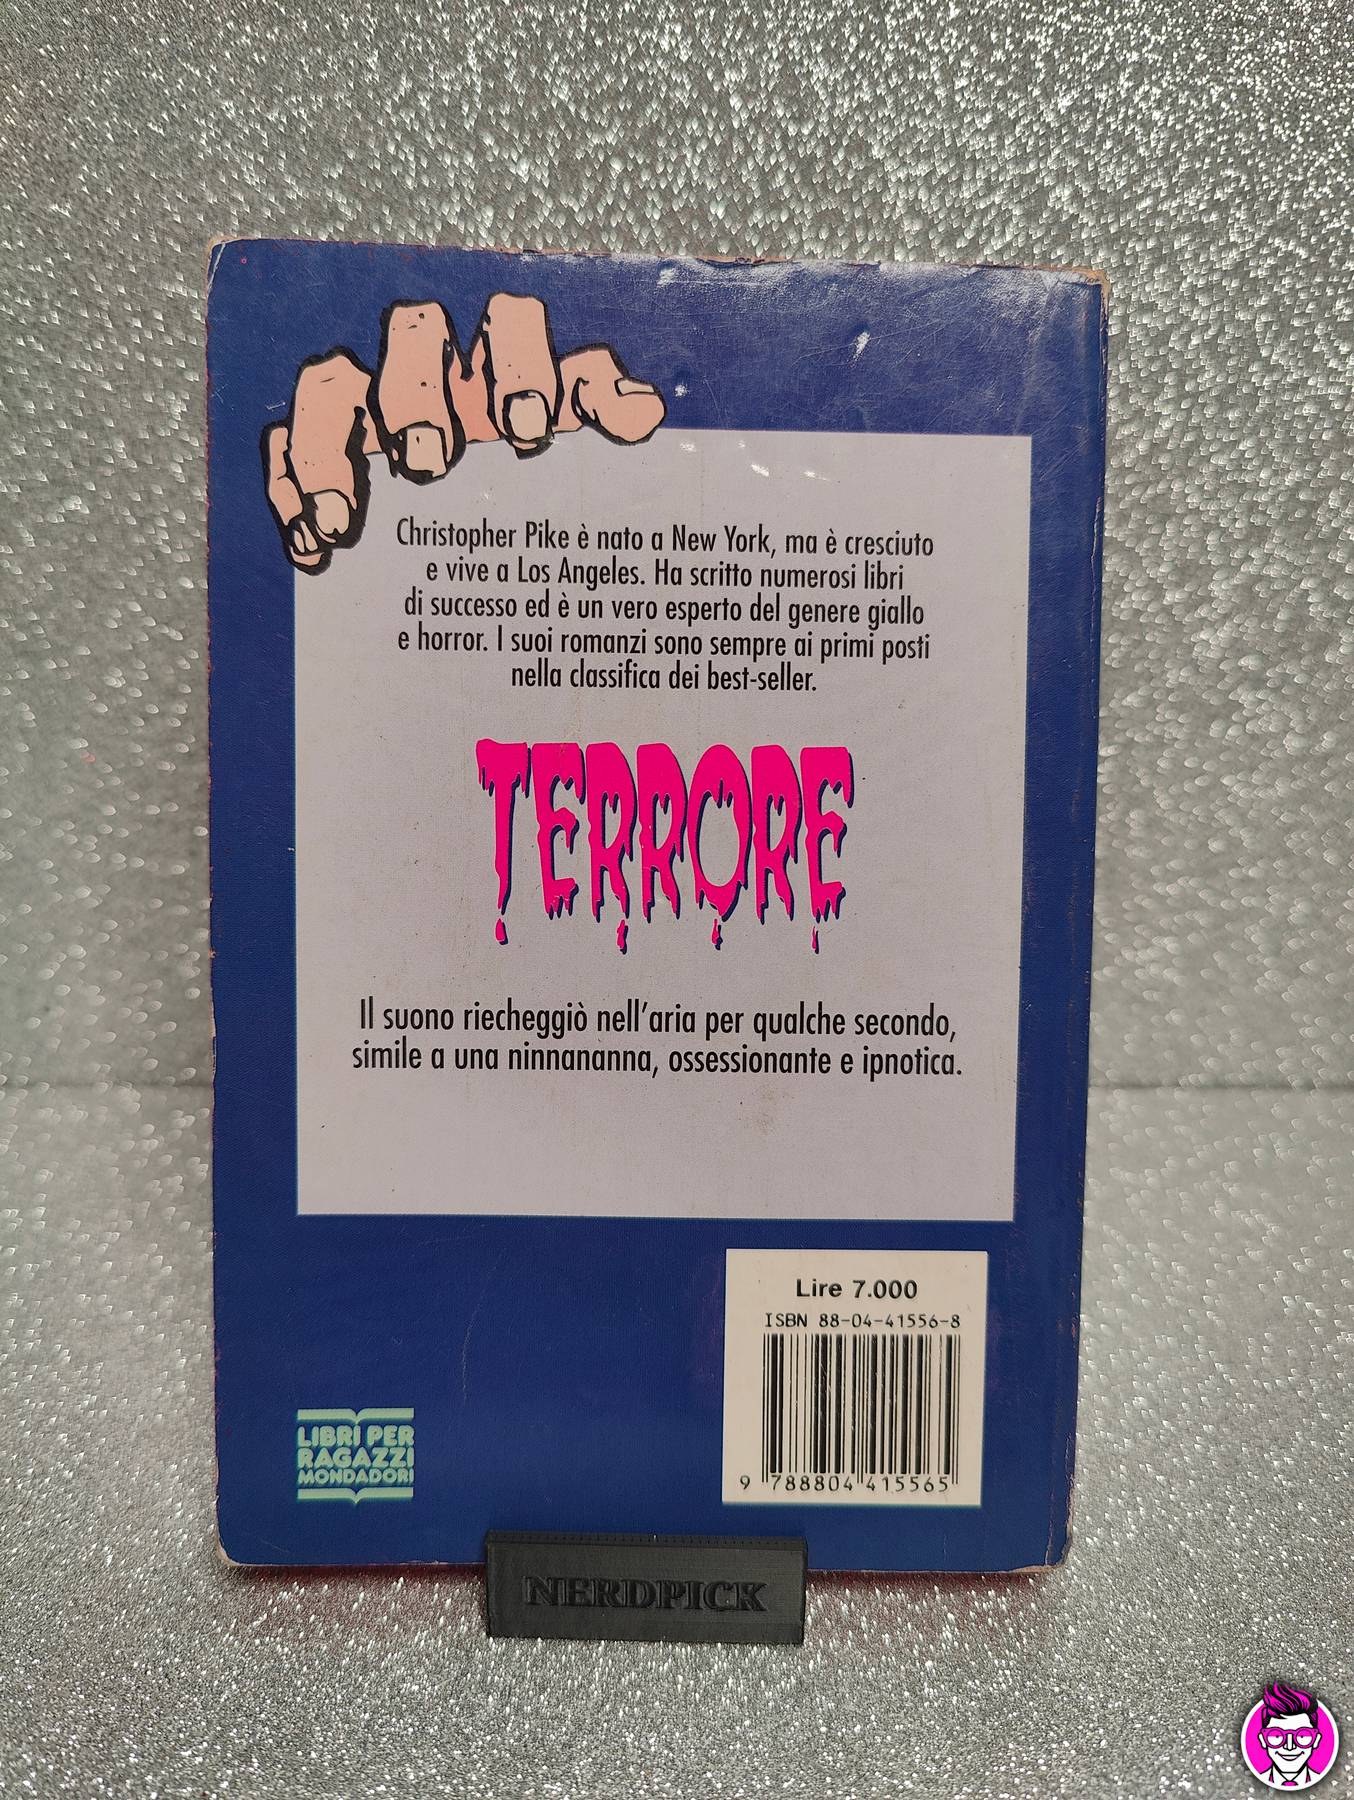 Christopher Pike è nato a New York, ma è cresciuto
e vive a Los Angeles. Ha scritto numerosi libri
di successo ed è un vero esperto del genere giallo
e horror. I suoi romanzi sono sempre ai primi posti
nella classifica dei best-seller.
TERRORE
Il suono riecheggiò nell'aria per qualche secondo,
simile a una ninnananna, ossessionante e ipnotica.
Lire 7.000
ISBN 88-04-41556-8
9 788804 415565
LIBRI PER
RAGAZZI
MONDADORI
NERDPICK